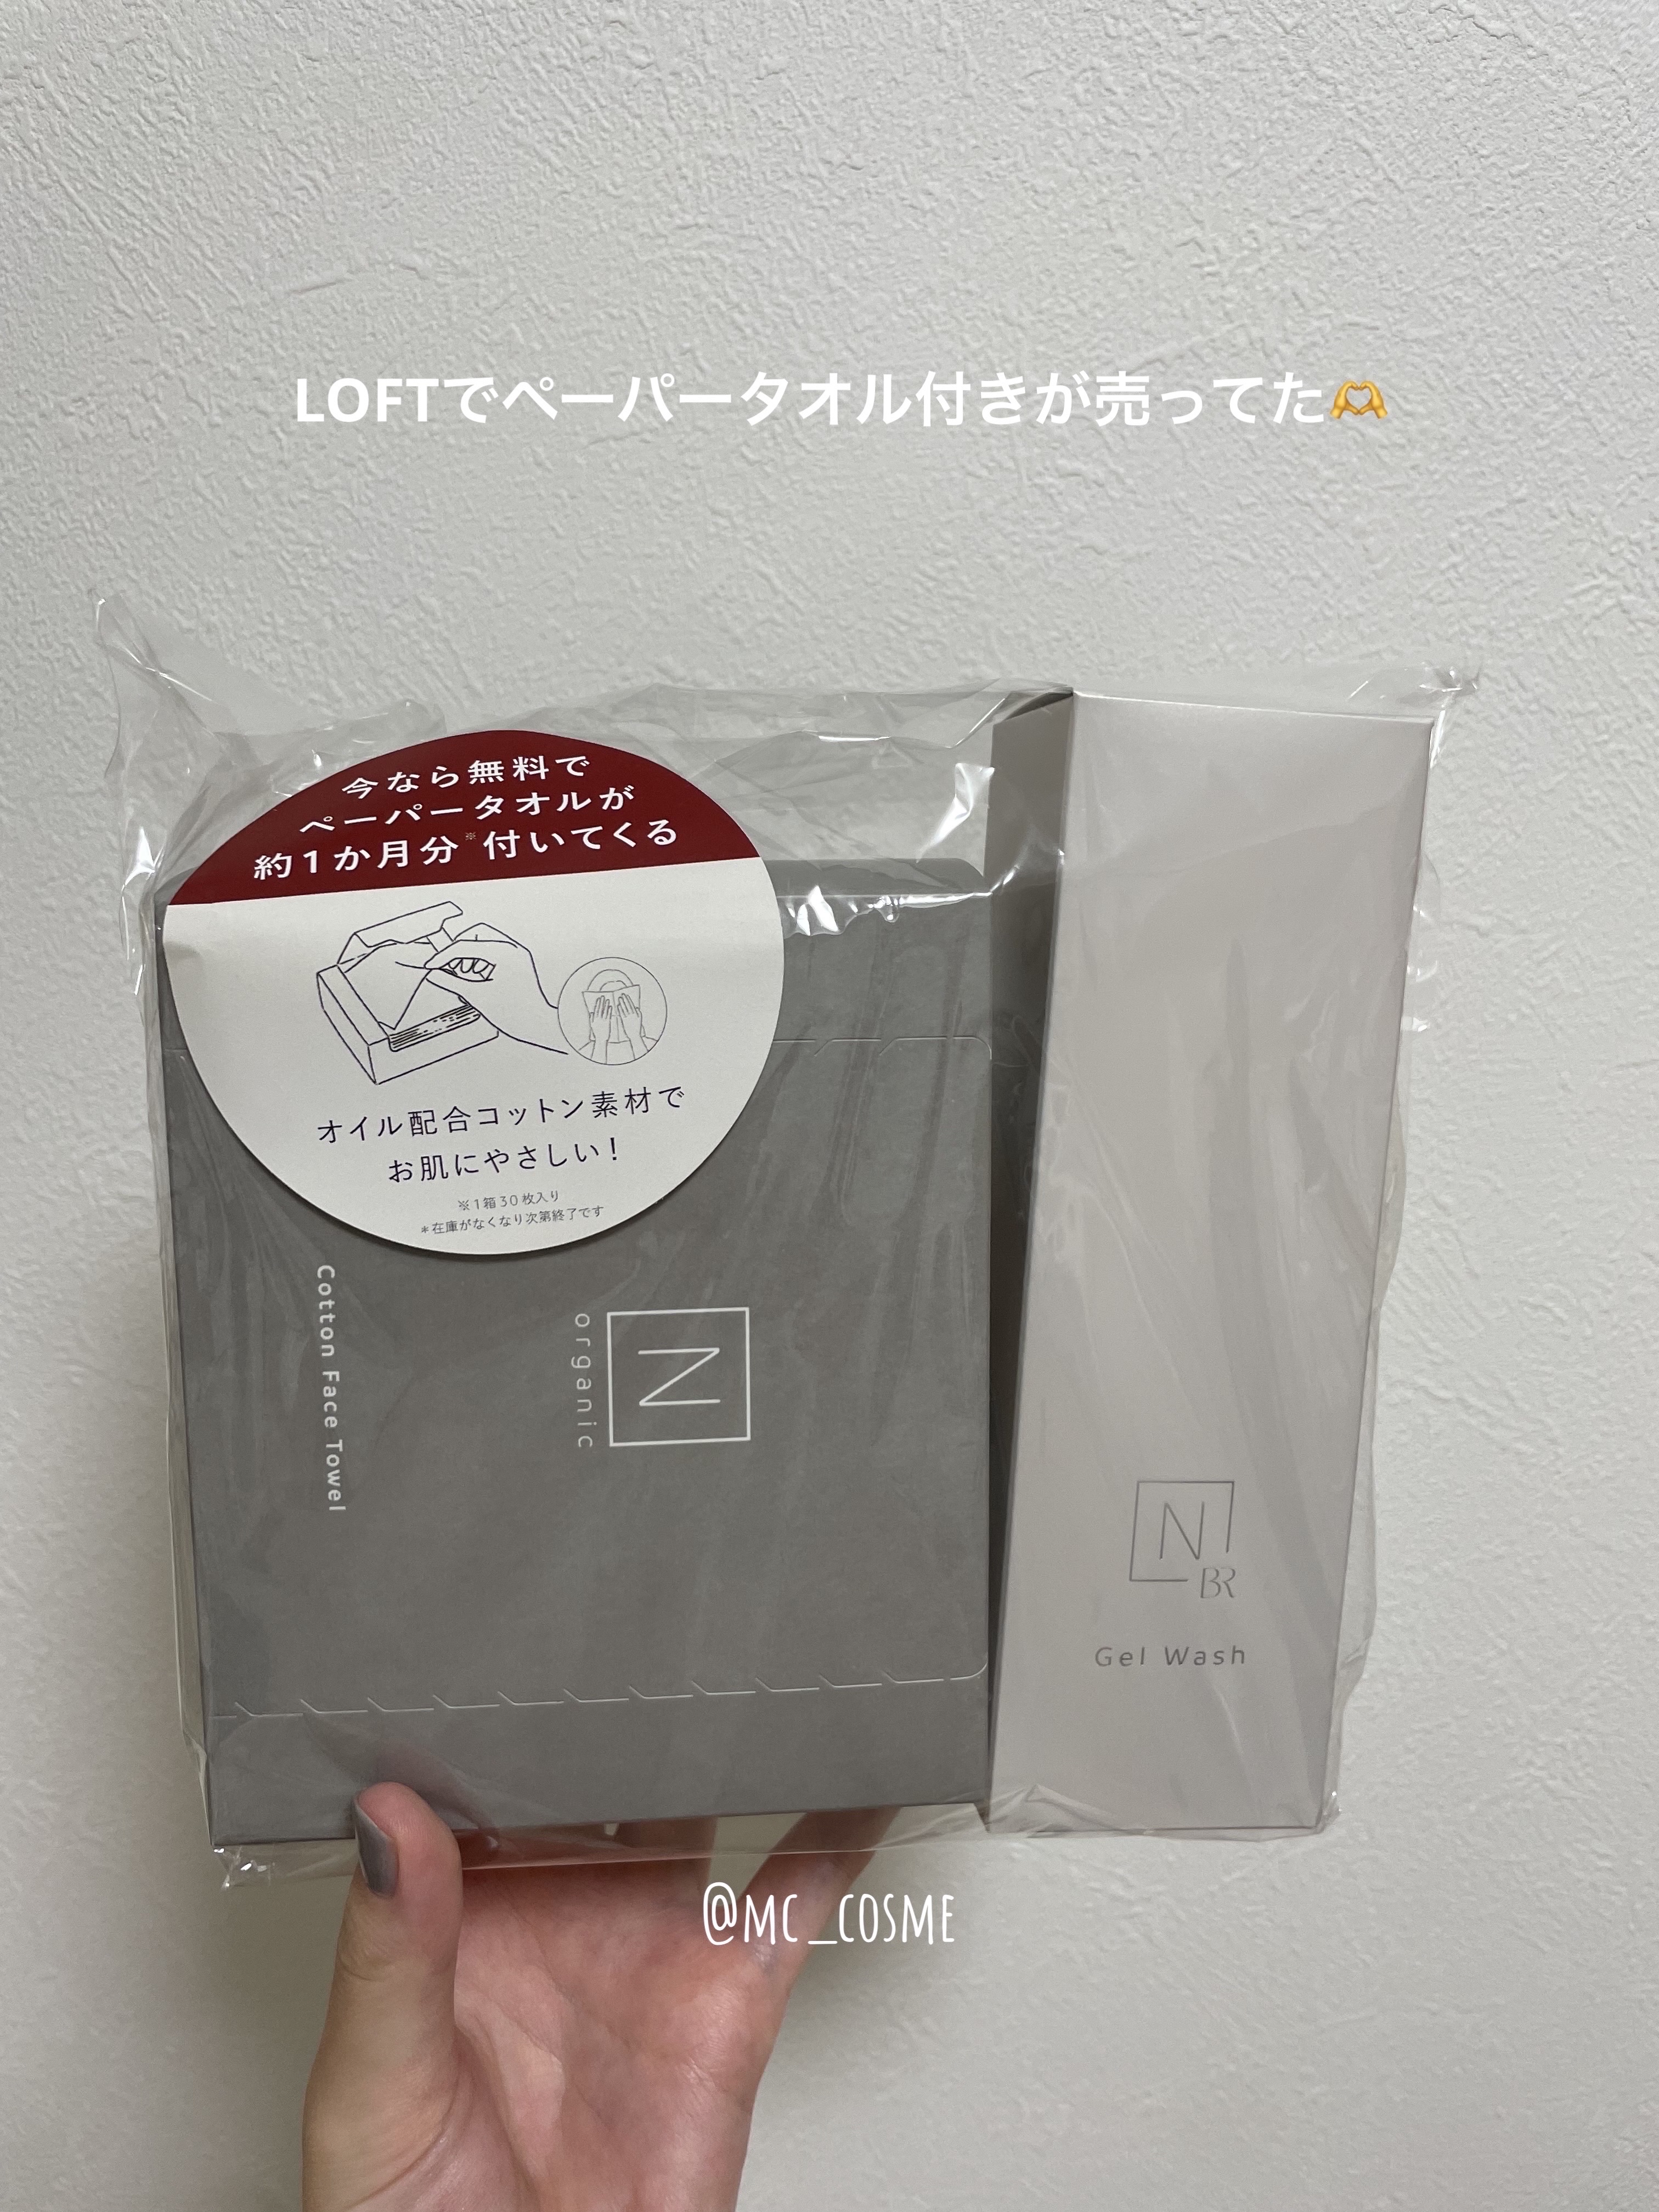 LOFTでペーパータオル付きが売ってた🫶
今なら無料で
ペーパータオルが
約1か月分※付いてくる
オイル配合コットン素材で
お肌にやさしい！
※1箱30枚入り
*在庫がなくなり次第終了です
N
organic
Cotton Face Towel
N
BR
Gel Wash
@MC_COSME